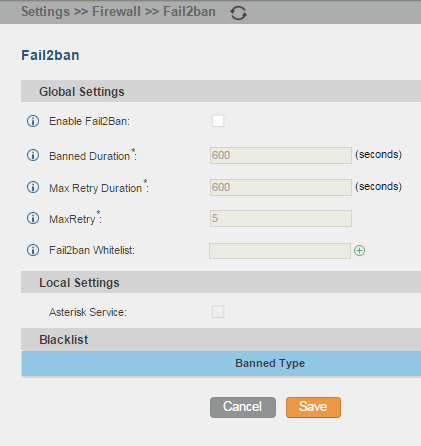 Settings >> Firewall >> Fail2ban
Fail2ban
Global Settings
Enable Fail2Ban:
Banned Duration*: 600 (seconds)
Max Retry Duration*: 600 (seconds)
MaxRetry*: 5
Fail2ban Whitelist:
Local Settings
Asterisk Service:
Blacklist
Banned Type
Cancel Save